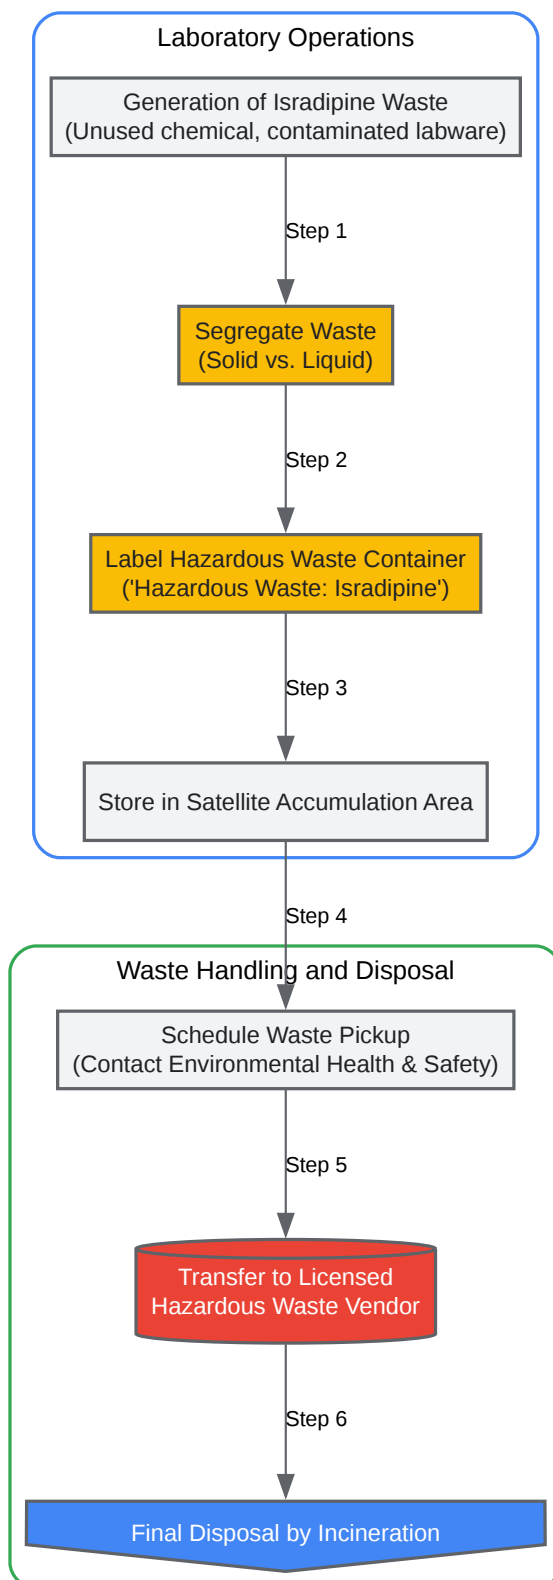 Laboratory Operations
Generation of Isradipine Waste
(Unused chemical, contaminated labware)
Step 1
Segregate Waste
(Solid vs. Liquid)
Step 2
Label Hazardous Waste Container
('Hazardous Waste: Isradipine')
Step 3
Store in Satellite Accumulation Area
Step 4
Waste Handling and Disposal
Schedule Waste Pickup
(Contact Environmental Health & Safety)
Step 5
Transfer to Licensed
Hazardous Waste Vendor
Step 6
Final Disposal by Incineration